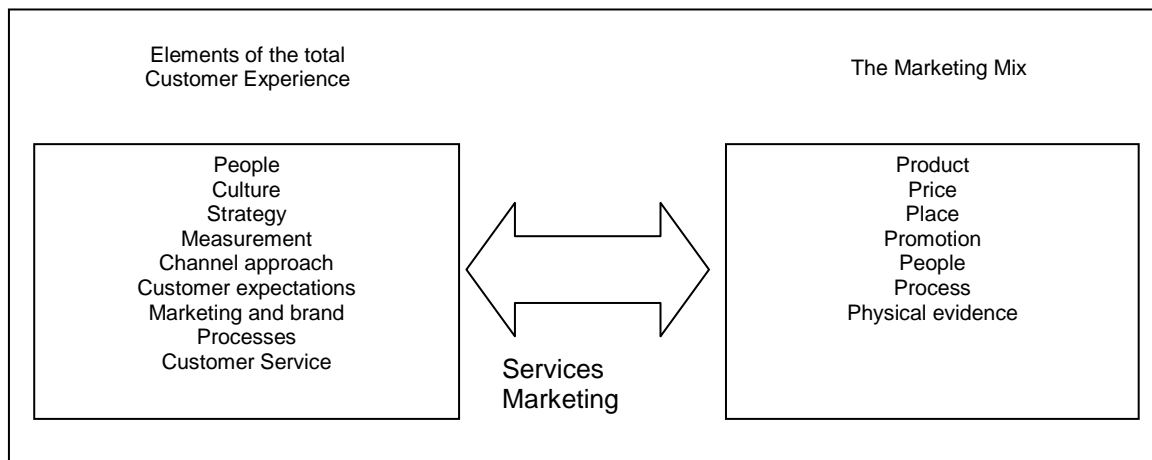 Elements of the total
Customer Experience
The Marketing Mix
People
Culture
Strategy
Measurement
Channel approach
Customer expectations
Marketing and brand
Processes
Customer Service
Services
Marketing
Product
Price
Place
Promotion
People
Process
Physical evidence